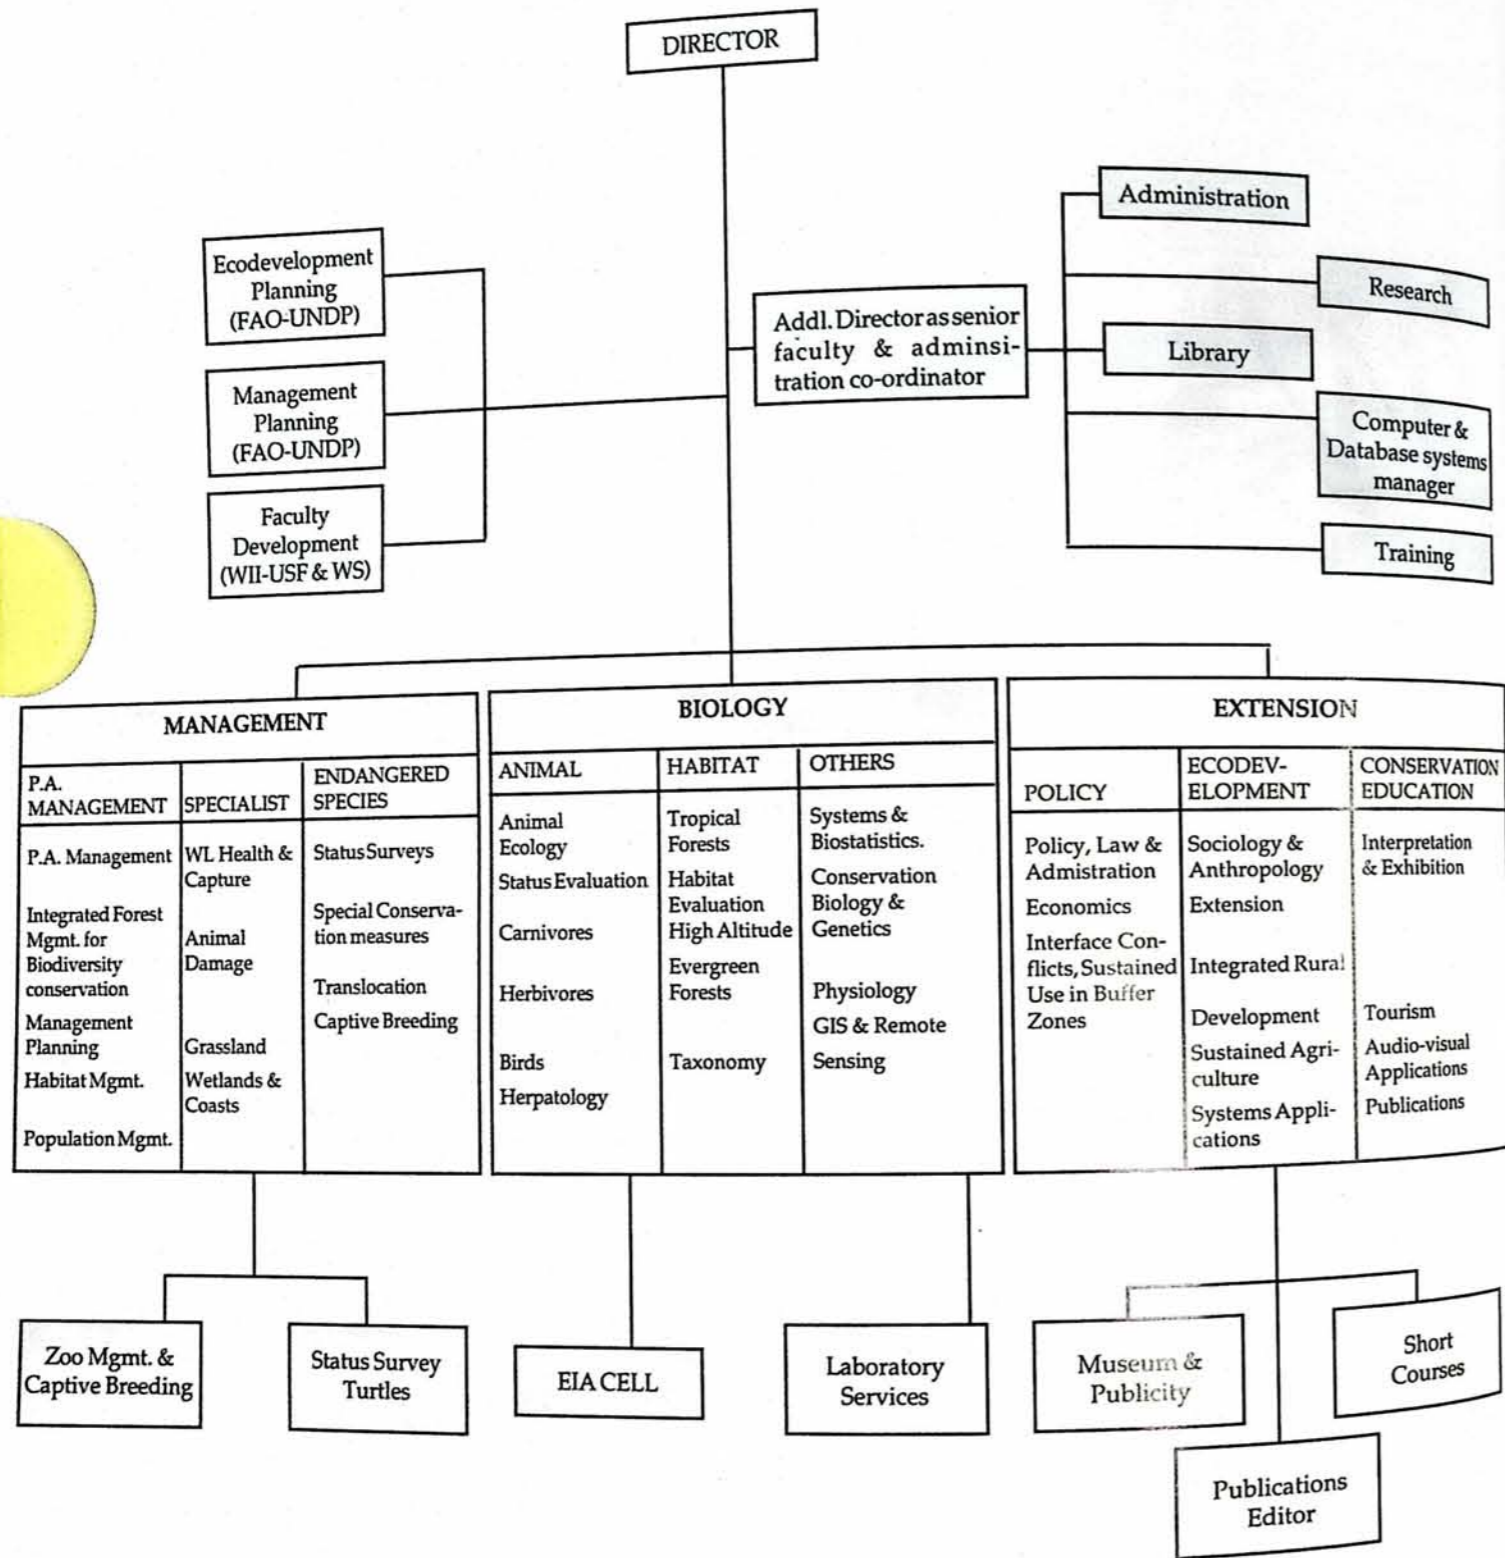 DIRECTOR
Ecodevelopment
Planning
(FAO-UNDP)
Management
Planning
(FAO-UNDP)
Faculty
Development
(WII-USF & WS)
Addl. Director as senior
faculty & adminsi-
tration co-ordinator
Administration
Research
Library
Computer &
Database systems
manager
Training
MANAGEMENT
P.A.
MANAGEMENT
P.A. Management
Integrated Forest
Mgmt. for
Biodiversity
conservation
Management
Planning
Habitat Mgmt.
Population Mgmt.
SPECIALIST
WL Health &
Capture
Animal
Damage
Grassland
Wetlands &
Coasts
ENDANGERED
SPECIES
Status Surveys
Special Conserva-
tion measures
Translocation
Captive Breeding
BIOLOGY
ANIMAL
Animal
Ecology
Status Evaluation
Carnivores
Herbivores
Birds
Herpatology
HABITAT
Tropical
Forests
Habitat
Evaluation
High Altitude
Evergreen
Forests
Taxonomy
OTHERS
Systems &
Biostatistics.
Conservation
Biology &
Genetics
Physiology
GIS & Remote
Sensing
EXTENSION
POLICY
Policy, Law &
Admistration
Economics
Interface Con-
flicts, Sustained
Use in Buffer
Zones
ECODEV-
ELOPMENT
Sociology &
Anthropology
Extension
Integrated Rural
Development
Sustained Agri-
culture
Systems Appli-
cations
CONSERVATION
EDUCATION
Interpretation
& Exhibition
Tourism
Audio-visual
Applications
Publications
Zoo Mgmt. &
Captive Breeding
Status Survey
Turtles
EIA CELL
Laboratory
Services
Museum &
Publicity
Short
Courses
Publications
Editor